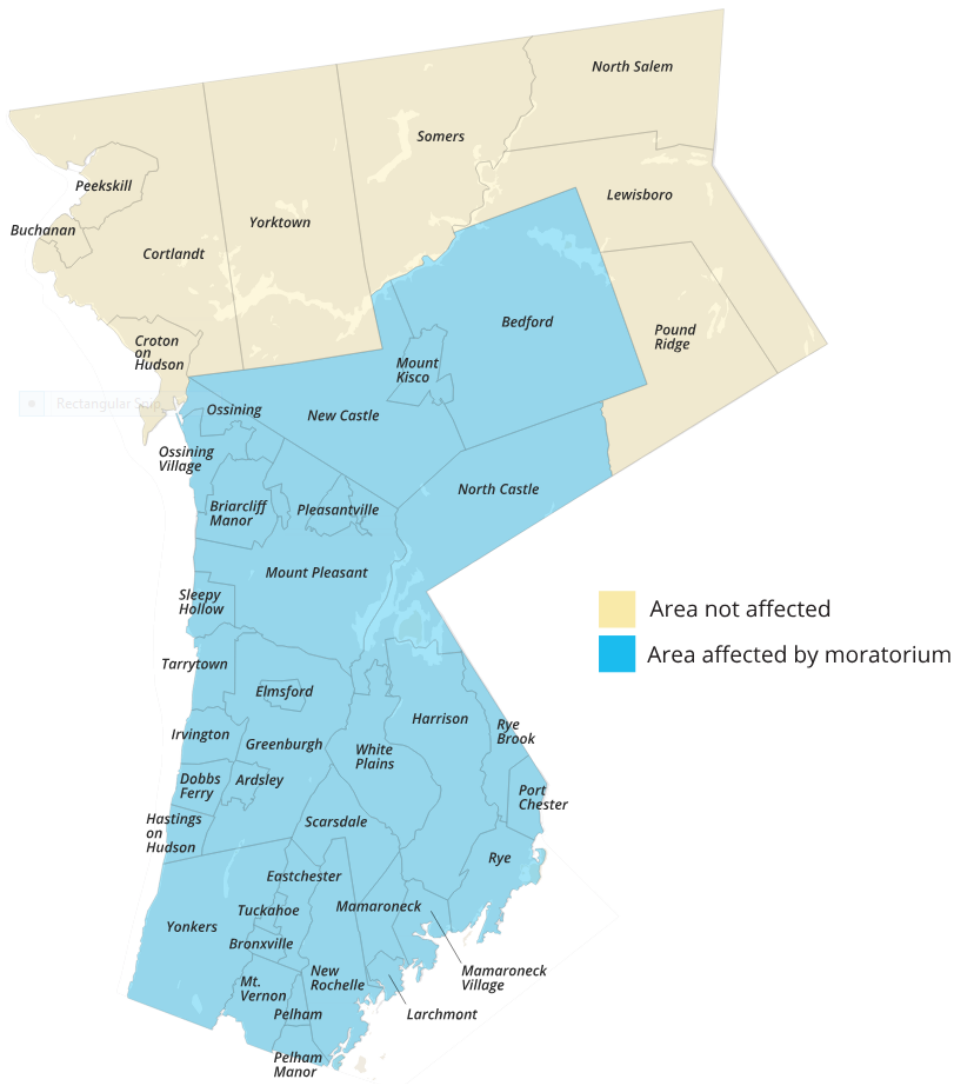 North Salem
Somers
Peekskill
Lewisboro
Yorktown
Buchanan
Cortlandt
Bedford
Pound
Ridge
Croton
on
Hudson
Mount
Kisco
Rectangular Snip
Ossining
New Castle
Ossining
Village
North Castle
Briarcliff
Manor
Pleasantville
Mount Pleasant
Sleepy
Hollow
Area not affected
Area affected by moratorium
Tarrytown
Elmsford
Harrison
Rye
Brook
Irvington
Greenburgh
White
Plains
Dobbs
Ferry
Ardsley
Port
Chester
Hastings
on
Hudson
Scarsdale
Rye
Eastchester
Tuckahoe
Mamaroneck
Yonkers
Bronxville
Mamaroneck
Village
New
Rochelle
Mt.
Vernon
Pelham
Larchmont
Pelham
Manor